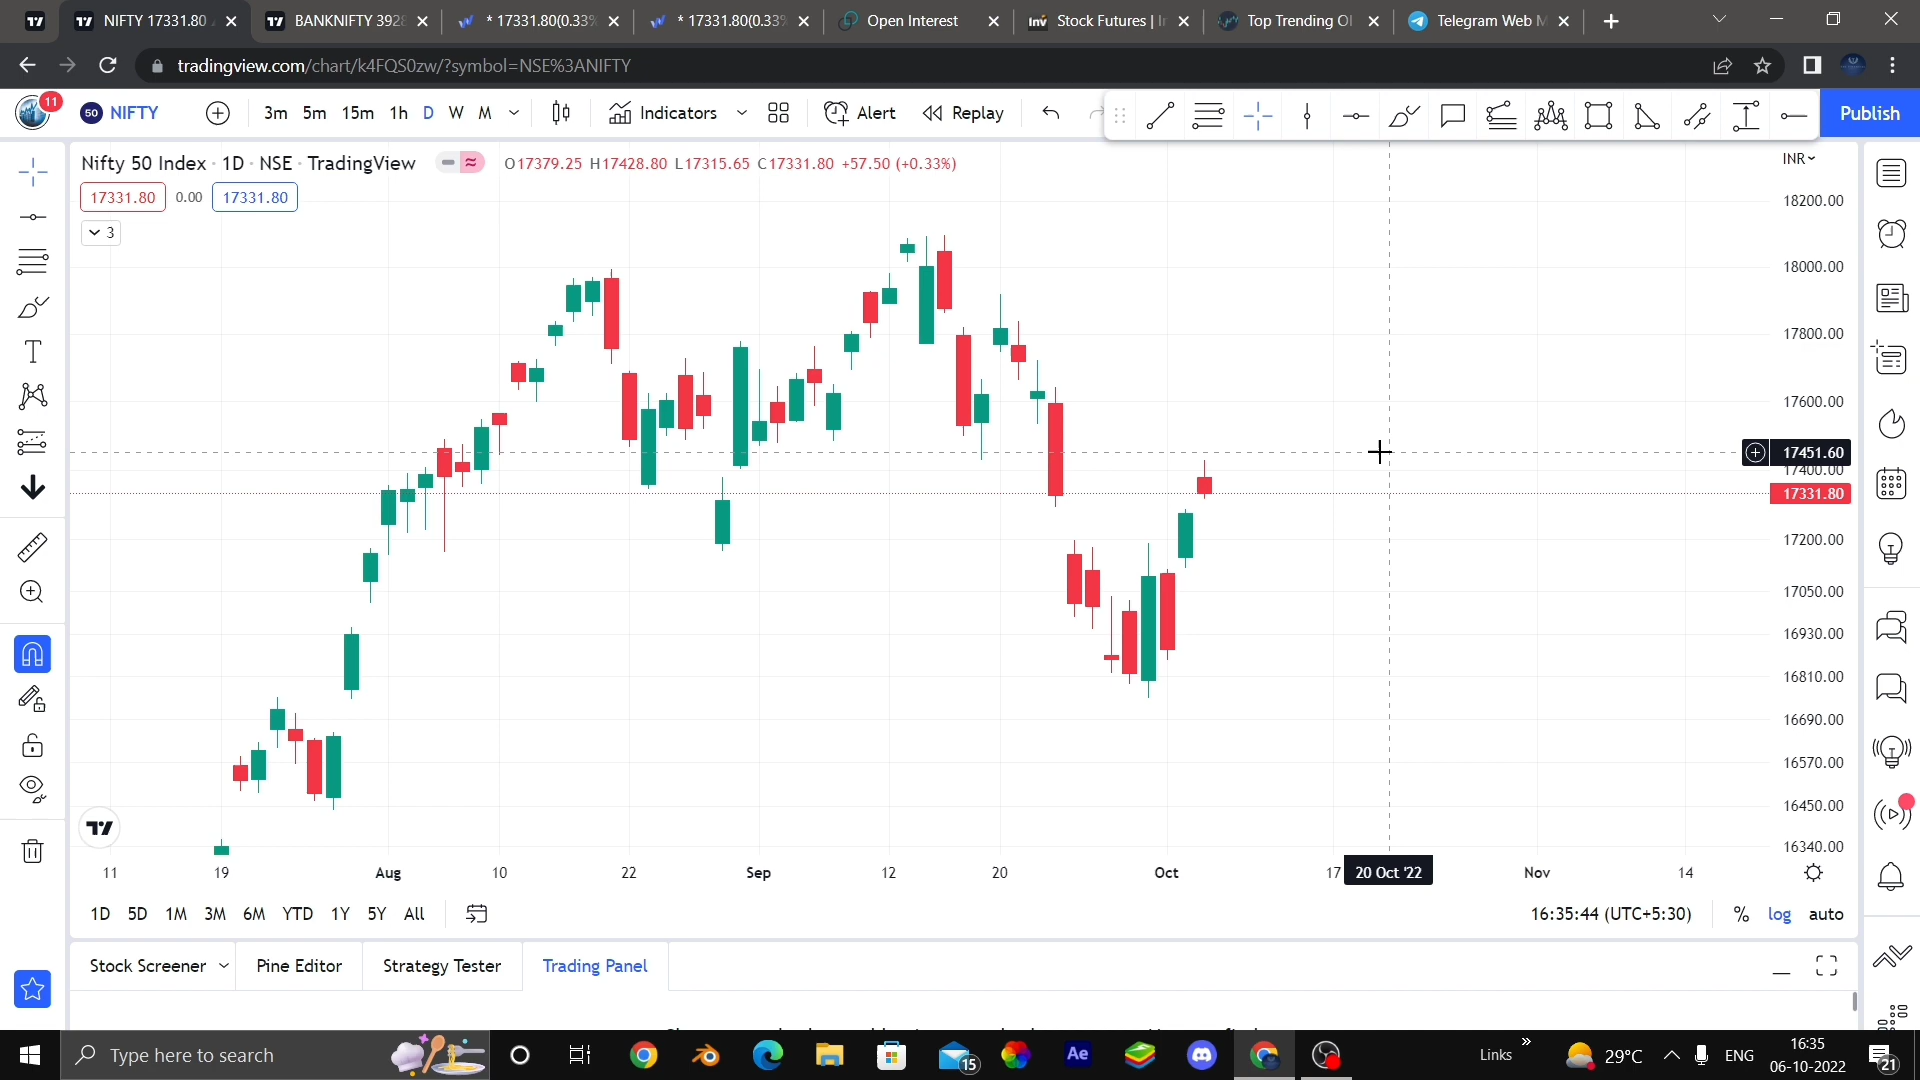 NIFTY 17331.80
BANKNIFTY 3928
* 17331.80(0.33%
* 17331.80(0.33%
Open Interest
Stock Futures | In
Top Trending OI
Telegram Web M
tradingview.com/chart/k4FQS0zw/?symbol=NSE%3ANIFTY
11
50 NIFTY
3m 5m 15m 1h D W M
Indicators
Alert
Replay
Publish
Nifty 50 Index · 1D · NSE · TradingView
O17379.25 H17428.80 L17315.65 C17331.80 +57.50 (+0.33%)
INR
17331.80 0.00 17331.80
3
18200.00
18000.00
17800.00
17600.00
17451.60
17400.00
17331.80
17200.00
17050.00
16930.00
16810.00
16690.00
16570.00
16450.00
16340.00
11 19 Aug 10 22 Sep 12 20 Oct 17 20 Oct '22 Nov 14
1D 5D 1M 3M 6M YTD 1Y 5Y All
16:35:44 (UTC+5:30) % log auto
Stock Screener Pine Editor Strategy Tester Trading Panel
Type here to search
15
Ae
Links
29°C
ENG
16:35
06-10-2022
21